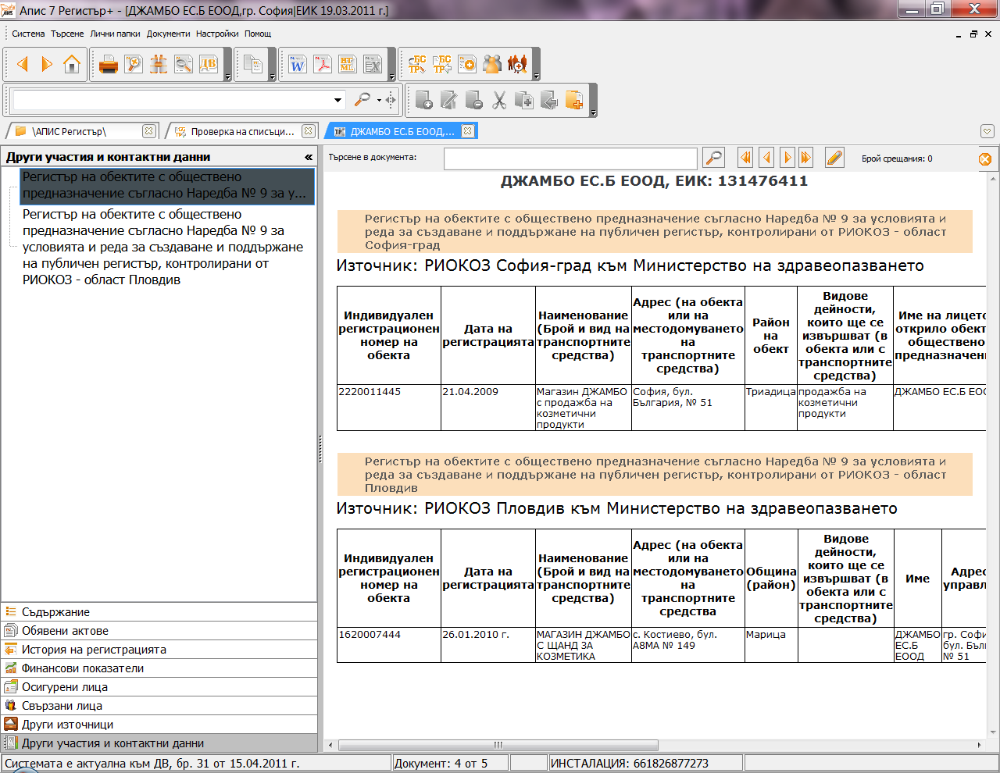 Апис 7 Регистър+ - [ДЖАМБО ЕС.Б ЕООД,гр. София|ЕИК 19.03.2011 г.]
Система Търсене Лични папки Документи Настройки Помощ
\АПИС Регистър\ Проверка на списъци... ДЖАМБО ЕС.Б ЕООД,...
Други участия и контактни данни «
Регистър на обектите с обществено
предназначение съгласно Наредба № 9 за у...
Регистър на обектите с обществено
предназначение съгласно Наредба № 9 за
условията и реда за създаване и поддържане
на публичен регистър, контролирани от
РИОКОЗ - област Пловдив
Съдържание
Обявени актове
История на регистрацията
Финансови показатели
Осигурени лица
Свързани лица
Други източници
Други участия и контактни данни
Търсене в документа: Брой срещания: 0
ДЖАМБО ЕС.Б ЕООД, ЕИК: 131476411
Регистър на обектите с обществено предназначение съгласно Наредба № 9 за условията и
реда за създаване и поддържане на публичен регистър, контролирани от РИОКОЗ - област
София-град
Източник: РИОКОЗ София-град към Министерство на здравеопазването
Индивидуален
регистрационен
номер на
обекта
Дата на
регистрацията
Наименование
(Брой и вид на
транспортните
средства)
Адрес (на обекта
или на
местодомуването
на
транспортните
средства)
Район
на
обект
Видове
дейности,
които ще се
извършват (в
обекта или с
транспортните
средства)
Име на лицето
открило обект
обществено
предназначен
2220011445
21.04.2009
Магазин ДЖАМБО
с продажба на
козметични
продукти
София, бул.
България, № 51
Триадица
продажба на
козметични
продукти
ДЖАМБО ЕС.Б ЕОО
Регистър на обектите с обществено предназначение съгласно Наредба № 9 за условията и
реда за създаване и поддържане на публичен регистър, контролирани от РИОКОЗ - област
Пловдив
Източник: РИОКОЗ Пловдив към Министерство на здравеопазването
Индивидуален
регистрационен
номер на
обекта
Дата на
регистрацията
Наименование
(Брой и вид на
транспортните
средства)
Адрес (на обекта
или на
местодомуването
на
транспортните
средства
Община
(район)
Видове
дейности,
които ще се
извършват (в
обекта или с
транспортните
средства)
Име
Адрес
управл
1620007444
26.01.2010 г.
МАГАЗИН ДЖАМБО
С ЩАНД ЗА
КОЗМЕТИКА
с. Костиево, бул.
А8МА № 149
Марица
ДЖАМБО
ЕС.Б
ЕООД
гр. Софи
бул. Бълг
№ 51
Системата е актуална към ДВ, бр. 31 от 15.04.2011 г. Документ: 4 от 5 ИНСТАЛАЦИЯ: 661826877273